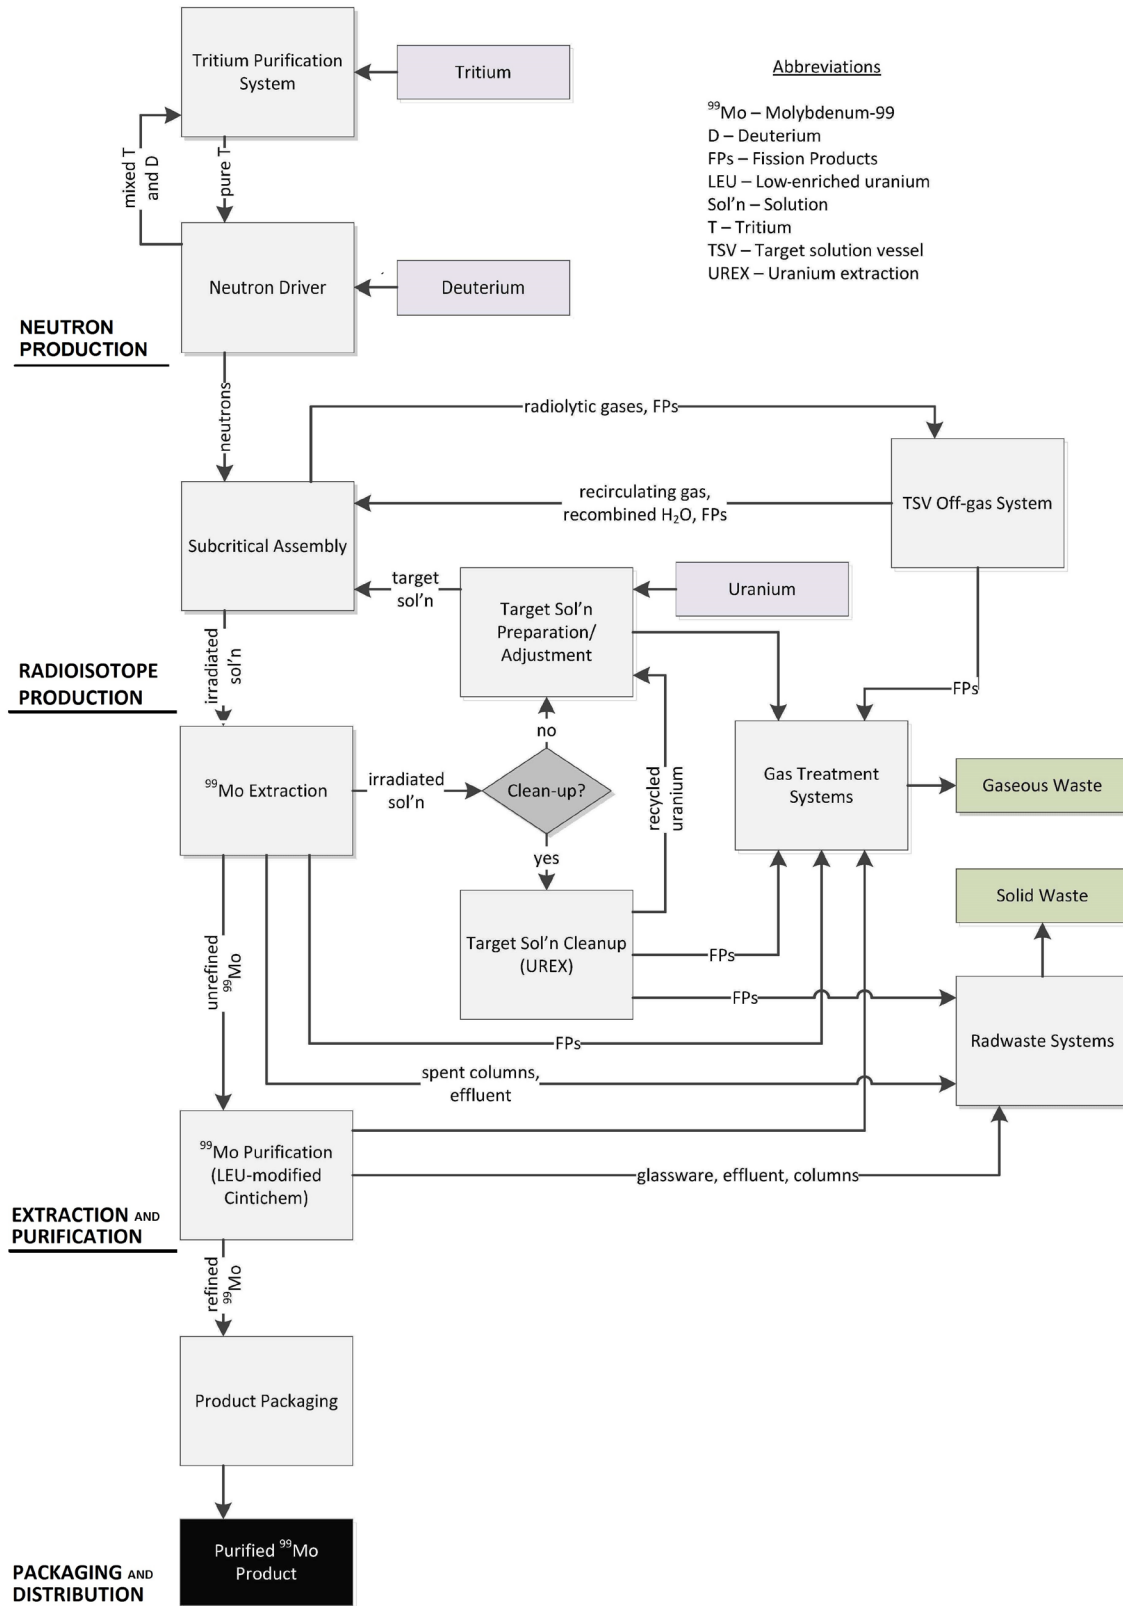 Tritium Purification
System
Tritium
Abbreviations
⁹⁹Mo – Molybdenum-99
D – Deuterium
FPs – Fission Products
LEU – Low-enriched uranium
Sol'n – Solution
T – Tritium
TSV – Target solution vessel
UREX – Uranium extraction
mixed T
and D
pure T
Neutron Driver
Deuterium
NEUTRON
PRODUCTION
neutrons
radiolytic gases, FPs
TSV Off-gas System
recirculating gas,
recombined H₂O, FPs
Subcritical Assembly
target
sol'n
Target Sol'n
Preparation/
Adjustment
Uranium
irradiated
sol'n
RADIOISOTOPE
PRODUCTION
FPs
no
⁹⁹Mo Extraction
irradiated
sol'n
Clean-up?
recycled
uranium
Gas Treatment
Systems
Gaseous Waste
yes
Solid Waste
Target Sol'n Cleanup
(UREX)
FPs
FPs
unrefined
⁹⁹Mo
FPs
Radwaste Systems
spent columns,
effluent
⁹⁹Mo Purification
(LEU-modified
Cintichem)
glassware, effluent, columns
EXTRACTION AND
PURIFICATION
refined
⁹⁹Mo
Product Packaging
Purified ⁹⁹Mo
Product
PACKAGING AND
DISTRIBUTION